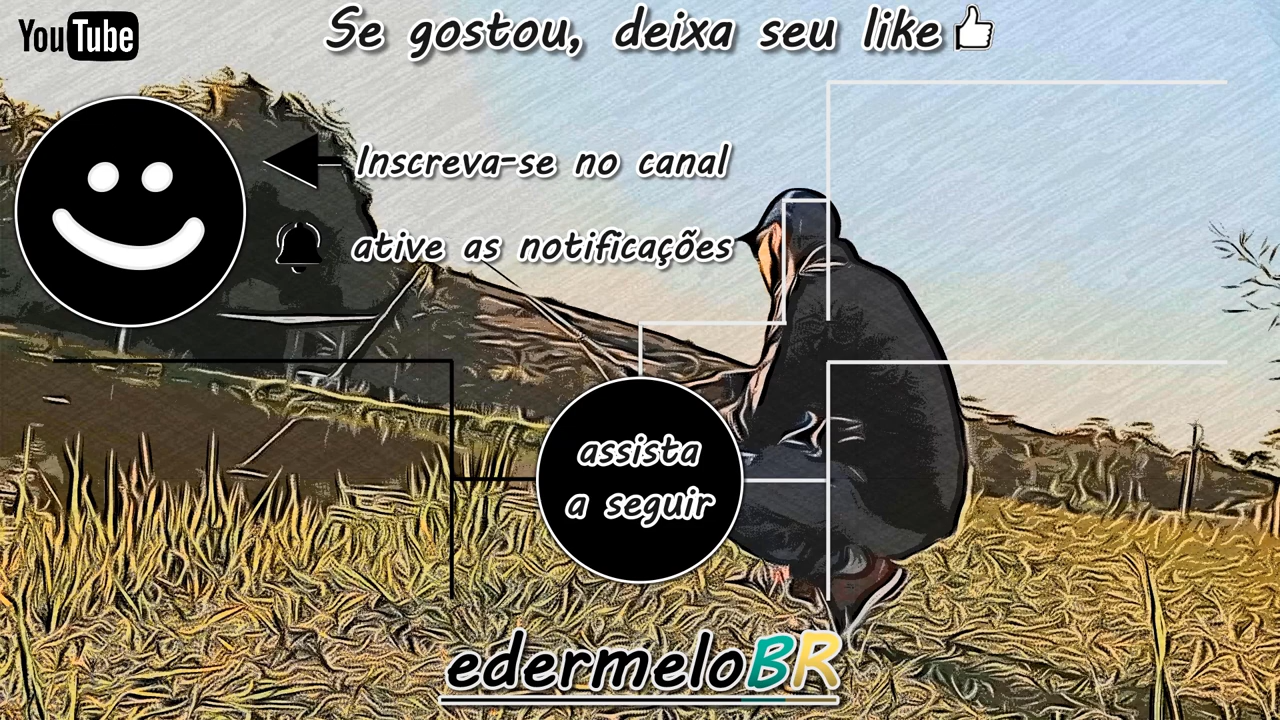 YouTube
Se gostou, deixa seu like
Inscreva-se no canal
ative as notificações
assista
a seguir
edermeloBR